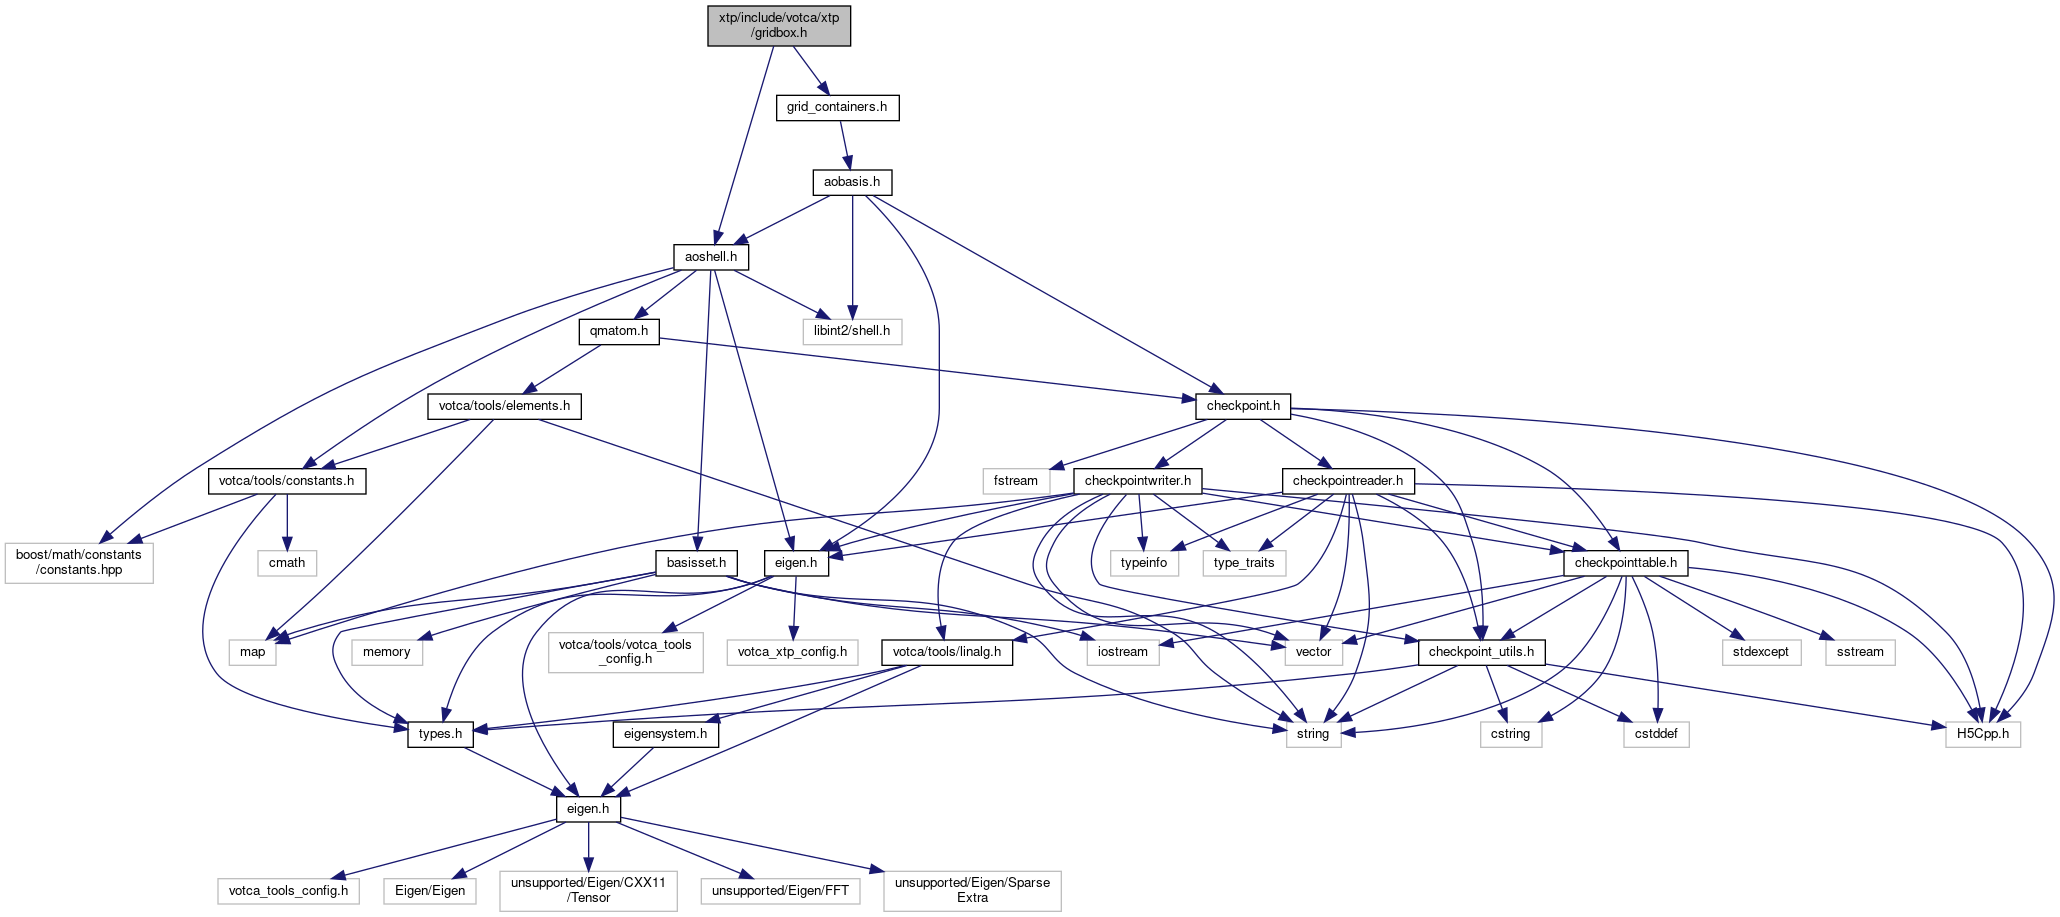 xtp/include/votca/xtp
/gridbox.h
grid_containers.h
aobasis.h
aoshell.h
qmatom.h
libint2/shell.h
votca/tools/elements.h
checkpoint.h
votca/tools/constants.h
fstream
checkpointwriter.h
checkpointreader.h
boost/math/constants
/constants.hpp
cmath
basisset.h
eigen.h
typeinfo
type_traits
checkpointtable.h
map
memory
votca/tools/votca_tools
_config.h
votca_xtp_config.h
votca/tools/linalg.h
iostream
vector
checkpoint_utils.h
stdexcept
sstream
types.h
eigensystem.h
string
cstring
cstddef
H5Cpp.h
eigen.h
votca_tools_config.h
Eigen/Eigen
unsupported/Eigen/CXX11
/Tensor
unsupported/Eigen/FFT
unsupported/Eigen/Sparse
Extra